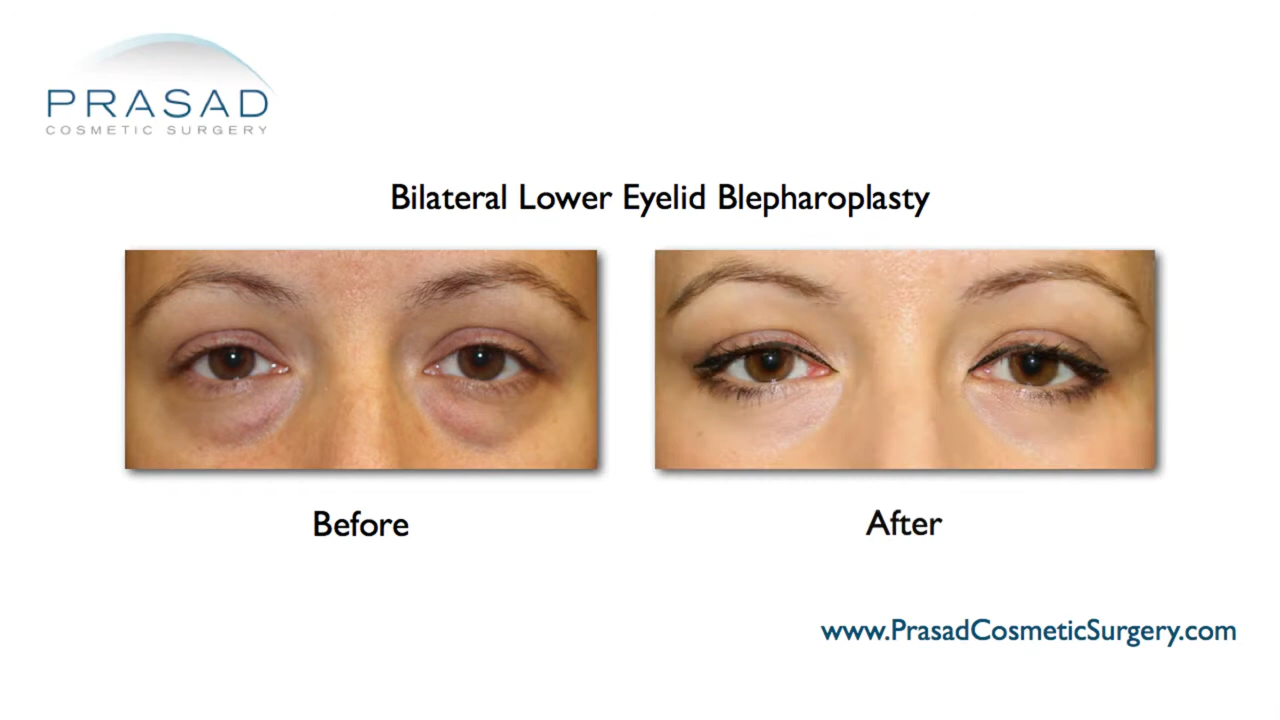 PRASAD
COSMETIC SURGERY
Bilateral Lower Eyelid Blepharoplasty
Before
After
www.PrasadCosmeticSurgery.com